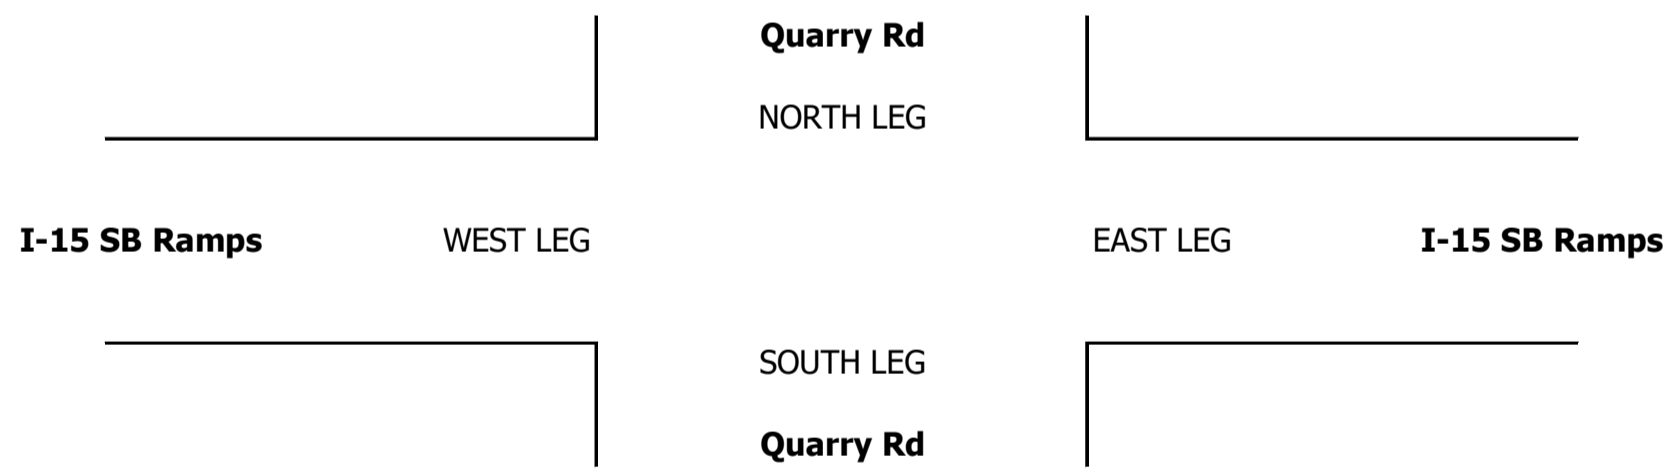 Quarry Rd
NORTH LEG
I-15 SB Ramps WEST LEG EAST LEG I-15 SB Ramps
SOUTH LEG
Quarry Rd